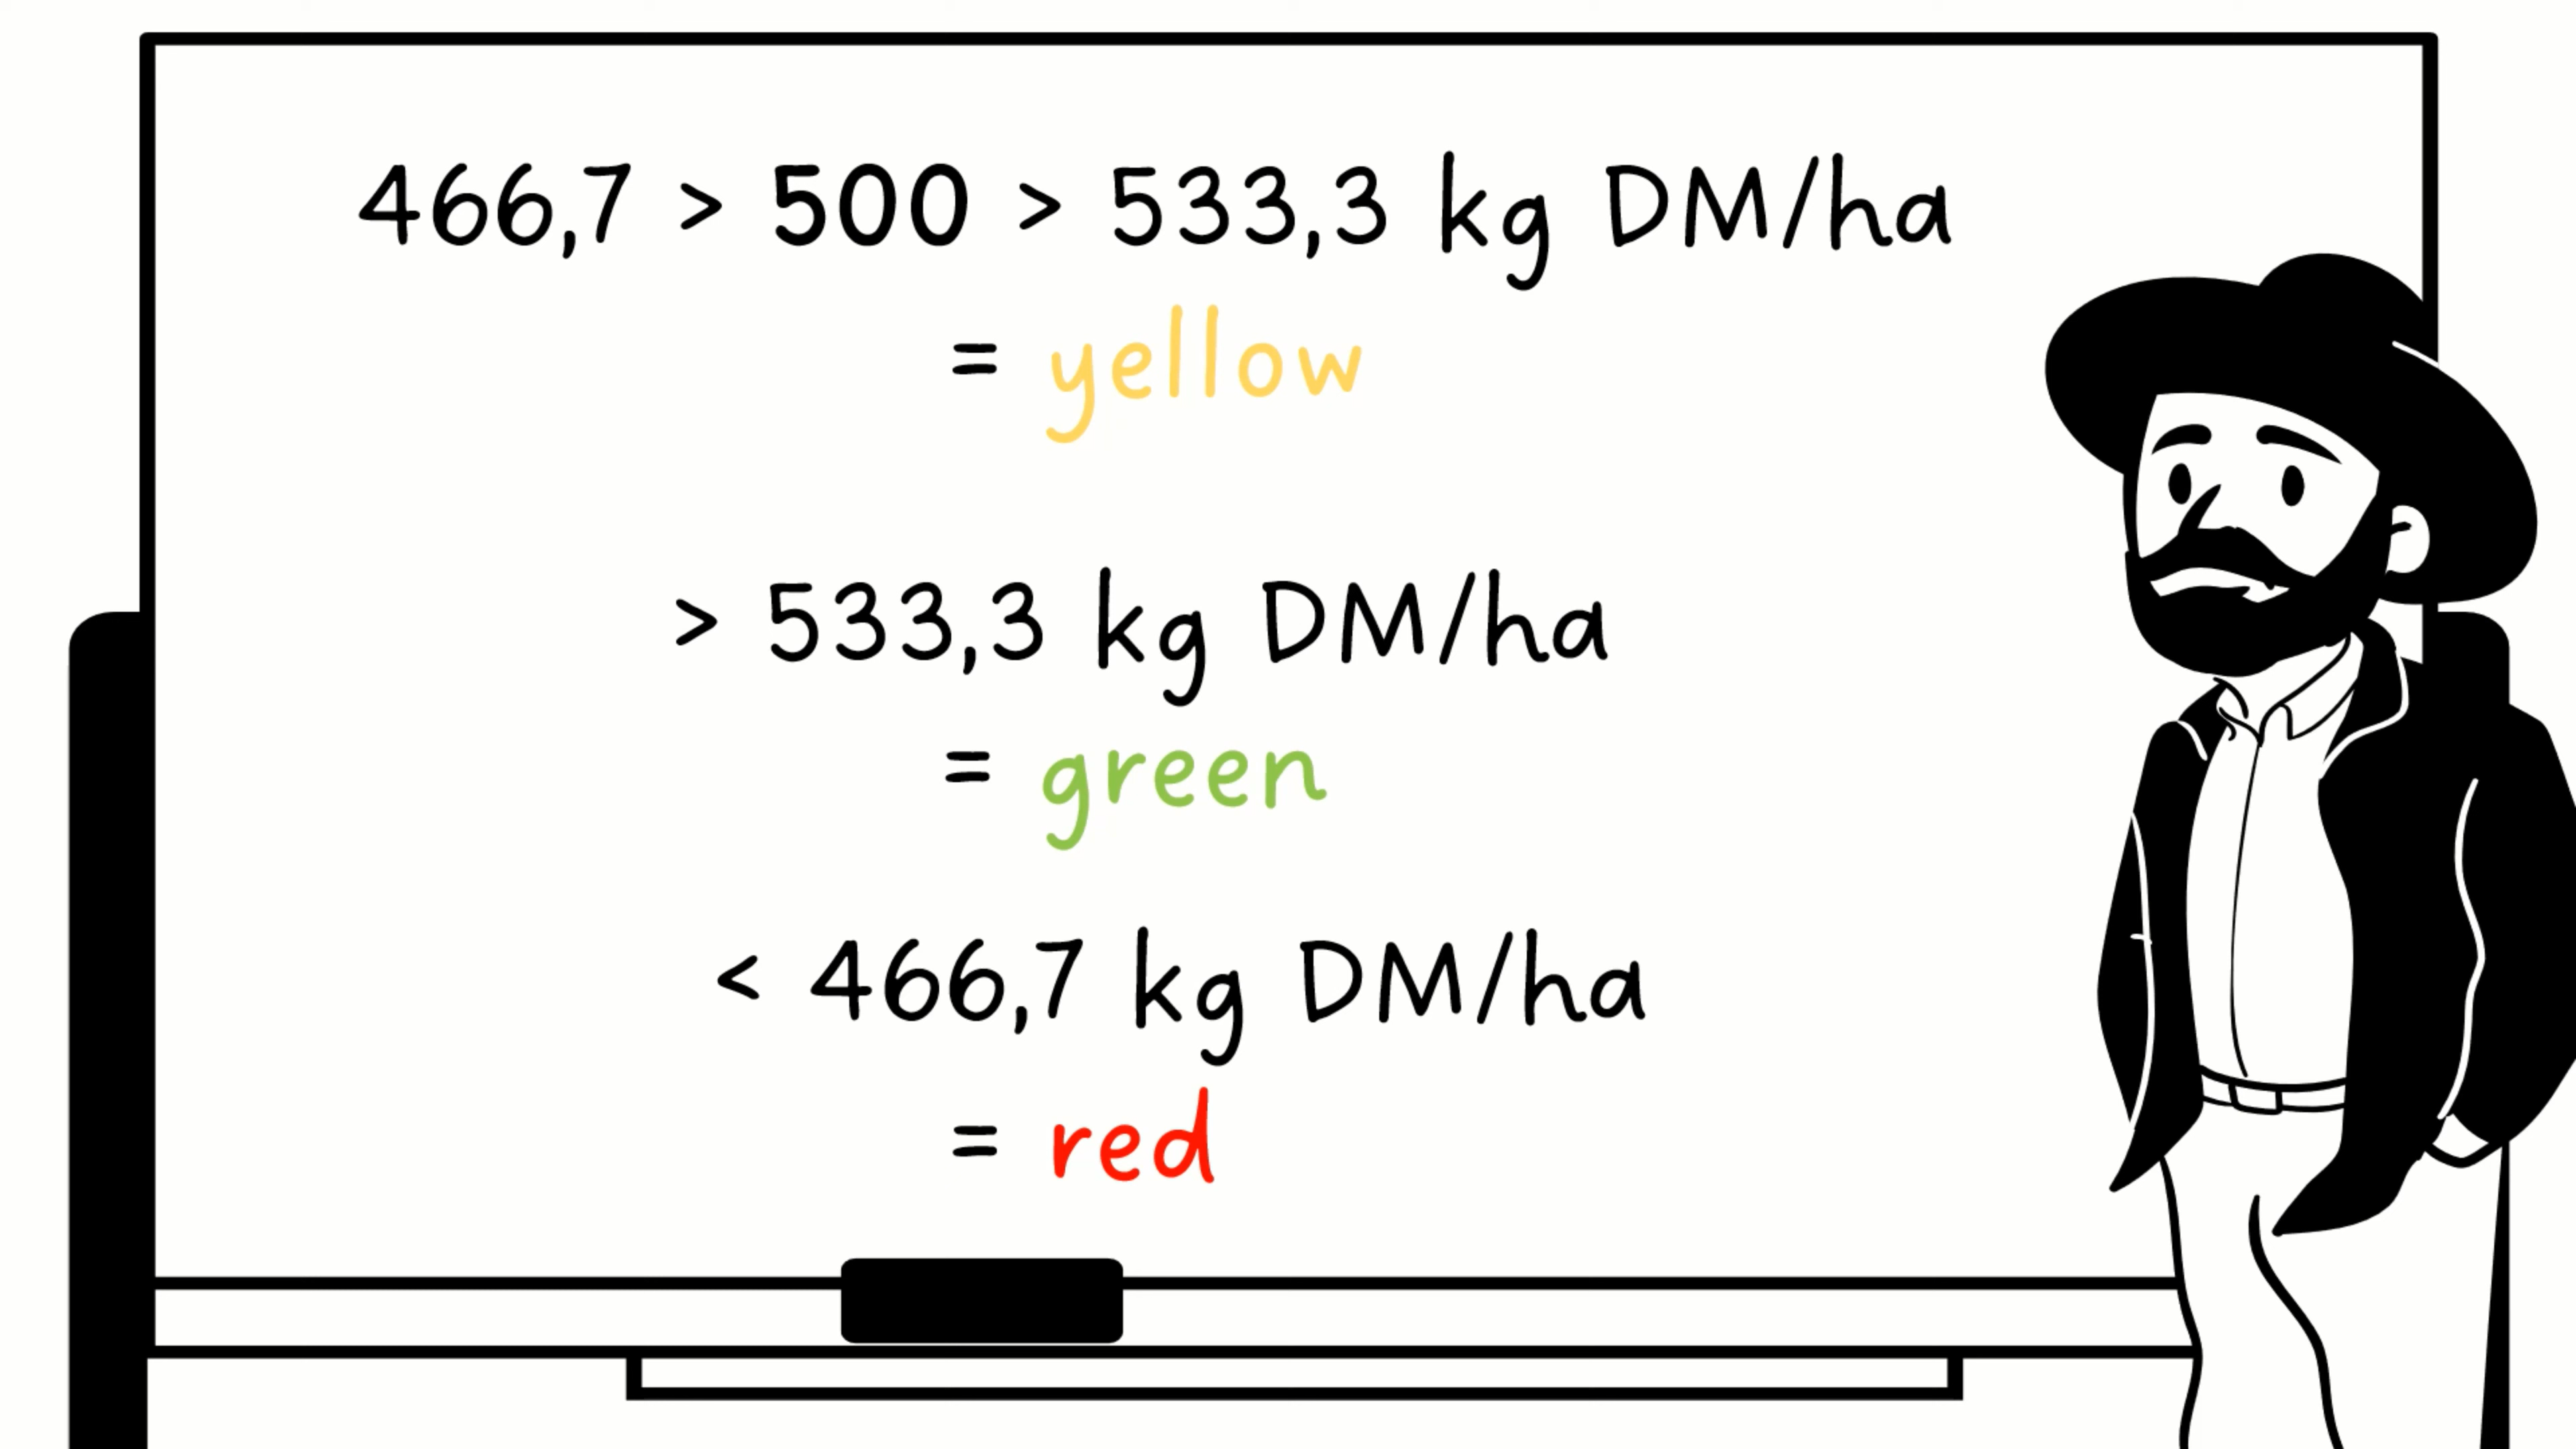 466,7 > 500 > 533,3 kg DM/ha
= yellow
> 533,3 kg DM/ha
= green
< 466,7 kg DM/ha
= red